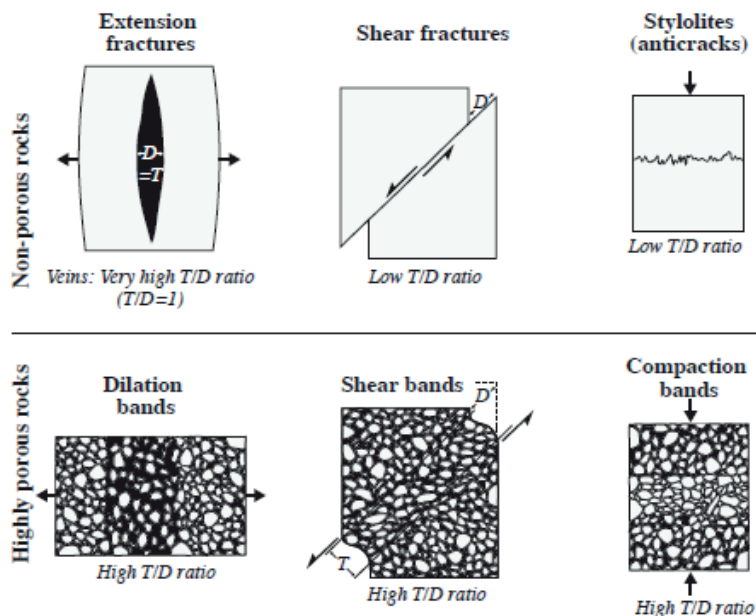 Extension
fractures
Shear fractures
Stylolites
(anticracks)
Non-porous rocks
D
=T
D
Veins: Very high T/D ratio
(T/D=1)
Low T/D ratio
Low T/D ratio
Highly porous rocks
Dilation
bands
Shear bands
Compaction
bands
D
T
High T/D ratio
High T/D ratio
High T/D ratio